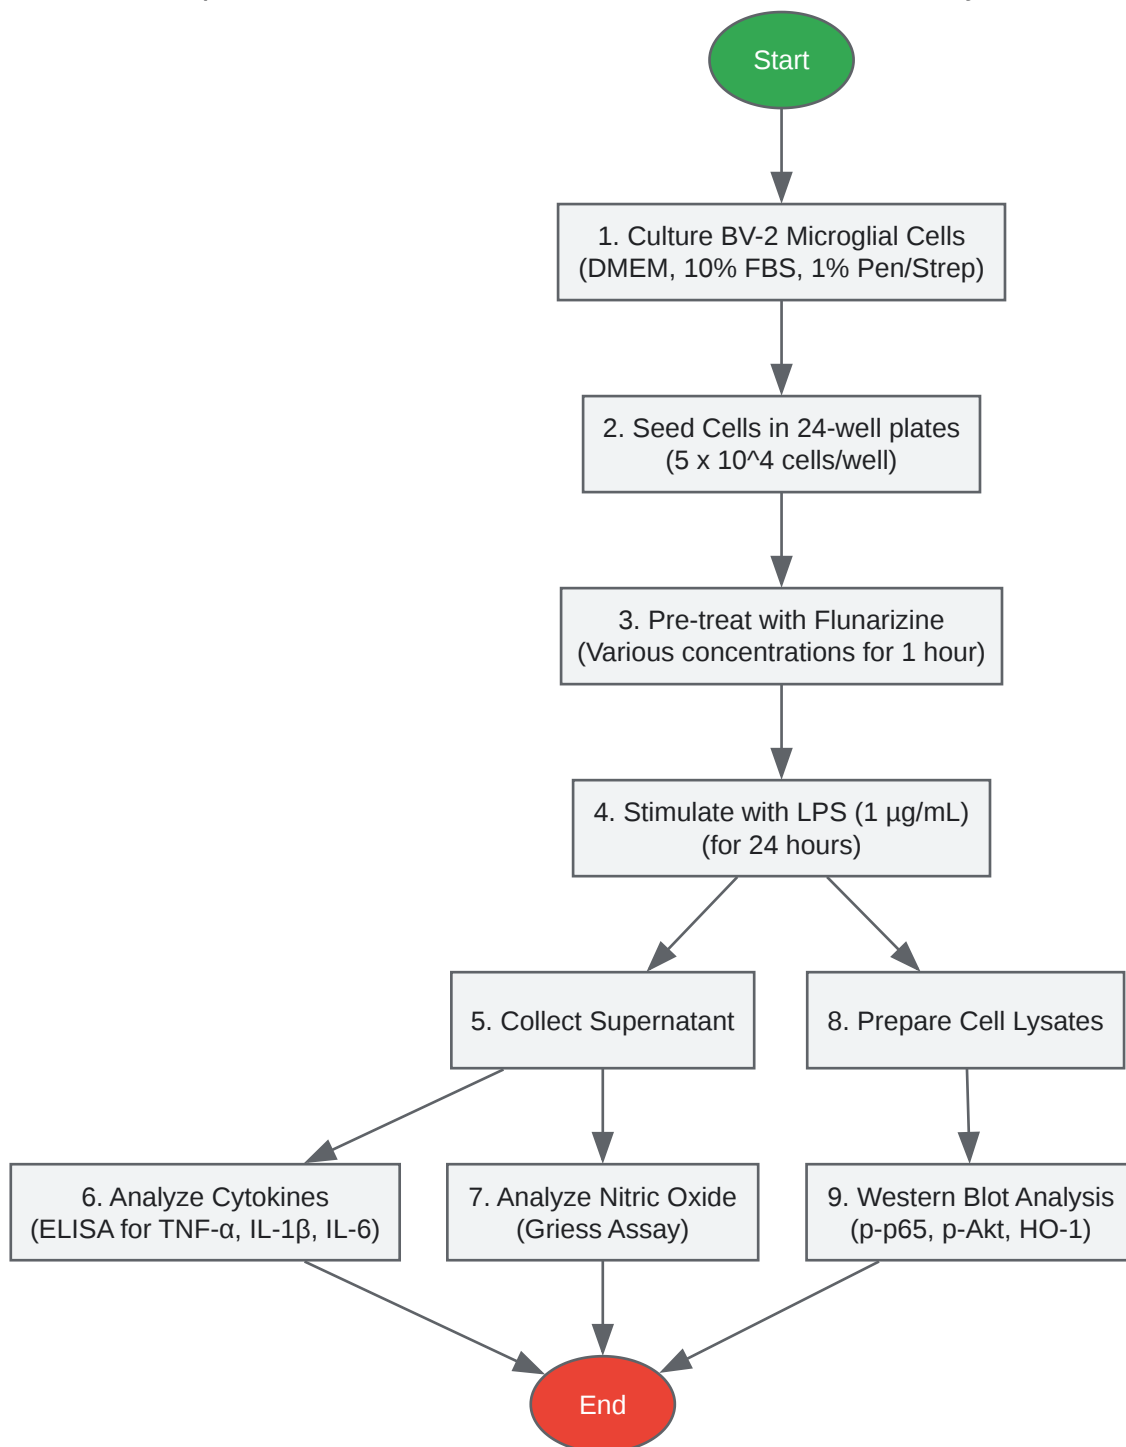 Start
1. Culture BV-2 Microglial Cells
(DMEM, 10% FBS, 1% Pen/Strep)
2. Seed Cells in 24-well plates
(5 x 10^4 cells/well)
3. Pre-treat with Flunarizine
(Various concentrations for 1 hour)
4. Stimulate with LPS (1 µg/mL)
(for 24 hours)
5. Collect Supernatant
8. Prepare Cell Lysates
6. Analyze Cytokines
(ELISA for TNF-α, IL-1β, IL-6)
7. Analyze Nitric Oxide
(Griess Assay)
9. Western Blot Analysis
(p-p65, p-Akt, HO-1)
End